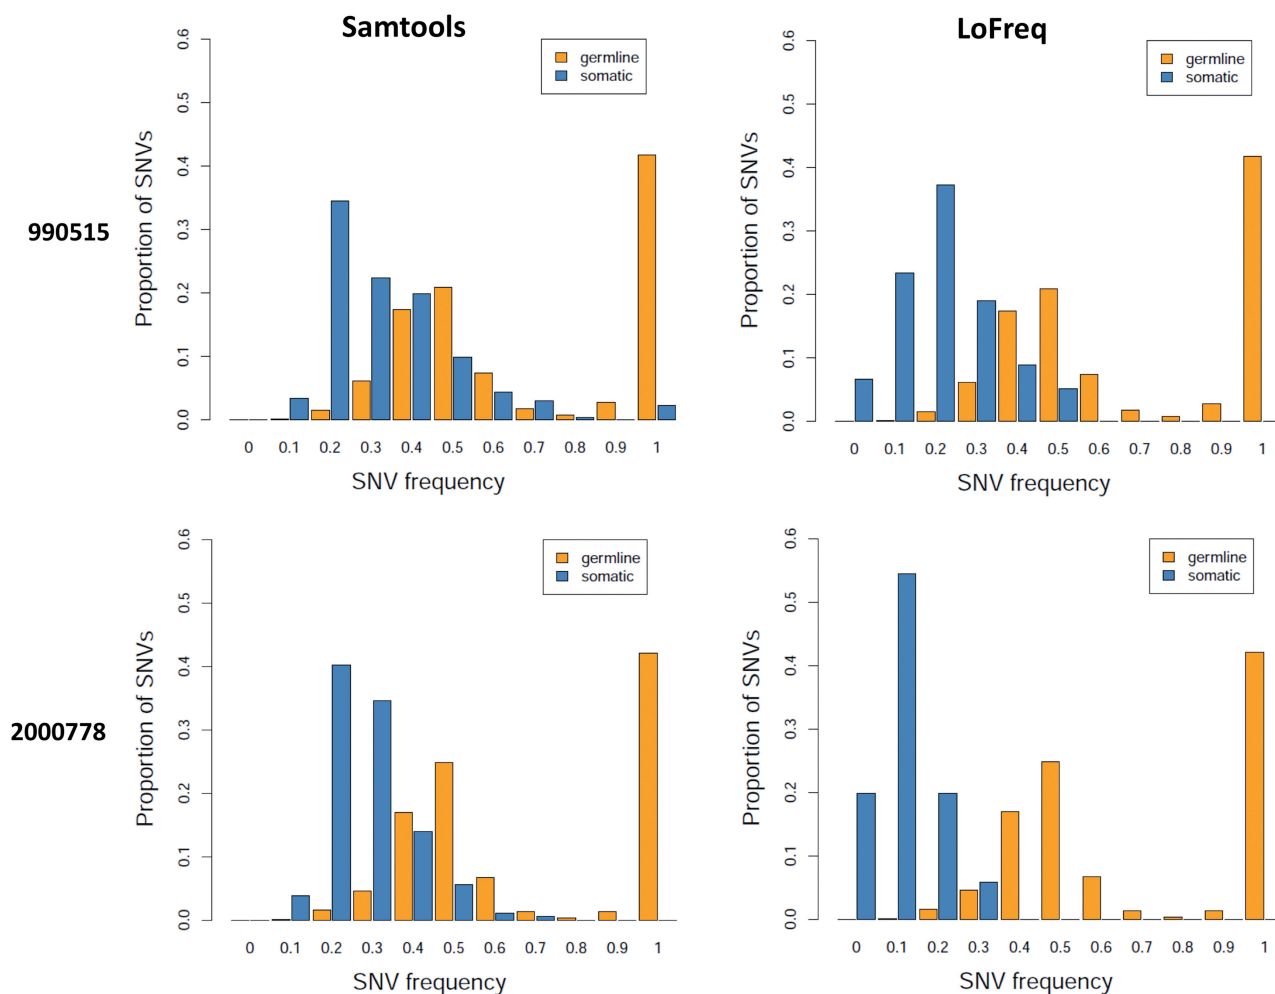 Samtools
LoFreq
990515
2000778
Proportion of SNVs
0.0 0.1 0.2 0.3 0.4 0.5 0.6
germline
somatic
0 0.1 0.2 0.3 0.4 0.5 0.6 0.7 0.8 0.9 1
SNV frequency
Proportion of SNVs
0.0 0.1 0.2 0.3 0.4 0.5 0.6
germline
somatic
0 0.1 0.2 0.3 0.4 0.5 0.6 0.7 0.8 0.9 1
SNV frequency
Proportion of SNVs
0.0 0.1 0.2 0.3 0.4 0.5 0.6
germline
somatic
0 0.1 0.2 0.3 0.4 0.5 0.6 0.7 0.8 0.9 1
SNV frequency
Proportion of SNVs
0.0 0.1 0.2 0.3 0.4 0.5 0.6
germline
somatic
0 0.1 0.2 0.3 0.4 0.5 0.6 0.7 0.8 0.9 1
SNV frequency